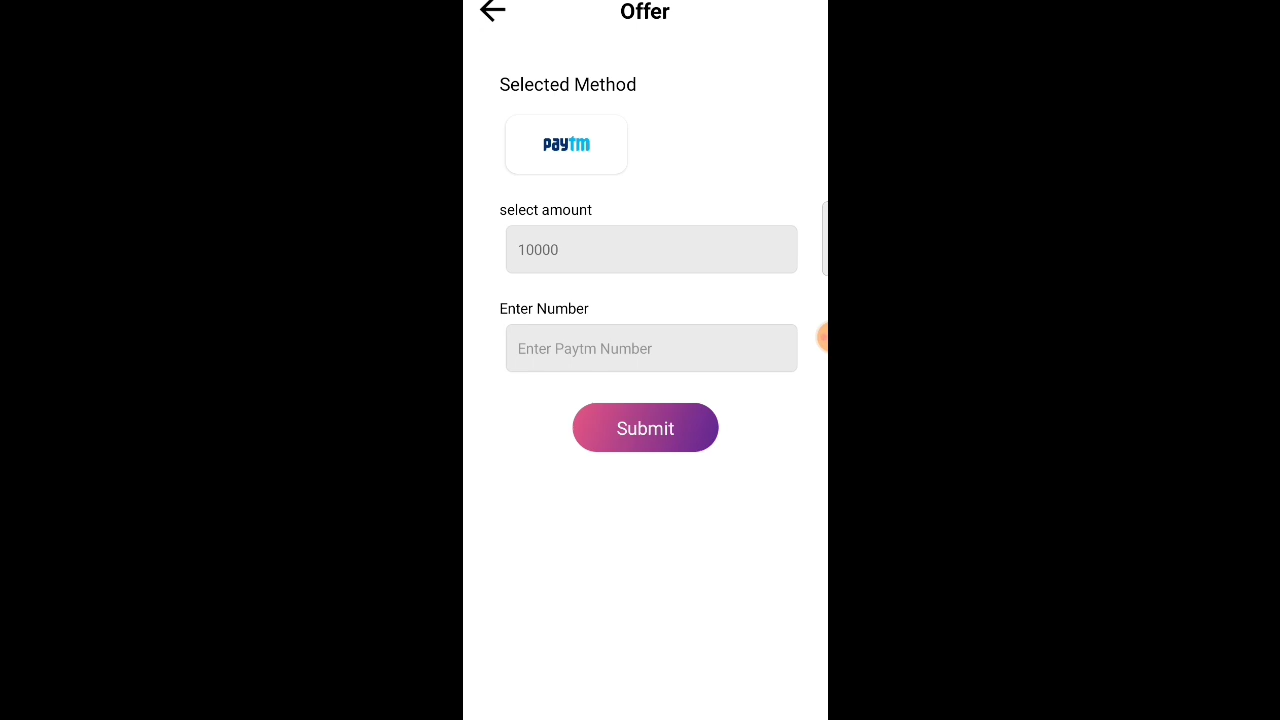 Offer
Selected Method
paytm
select amount
10000
Enter Number
Enter Paytm Number
Submit